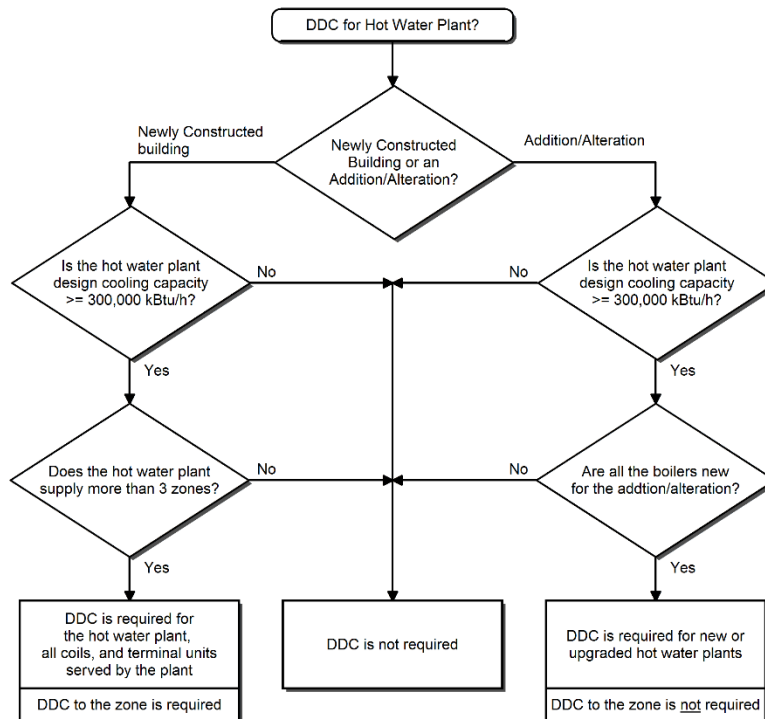 DDC for Hot Water Plant?
Newly Constructed
building
Newly Constructed
Building or an
Addition/Alteration?
Addition/Alteration
Is the hot water plant
design cooling capacity
>= 300,000 kBtu/h?
No
No
Is the hot water plant
design cooling capacity
>= 300,000 kBtu/h?
Yes
Yes
Does the hot water plant
supply more than 3 zones?
No
No
Are all the boilers new
for the addtion/alteration?
Yes
Yes
DDC is required for
the hot water plant,
all coils, and terminal units
served by the plant
DDC to the zone is required
DDC is not required
DDC is required for new or
upgraded hot water plants
DDC to the zone is not required